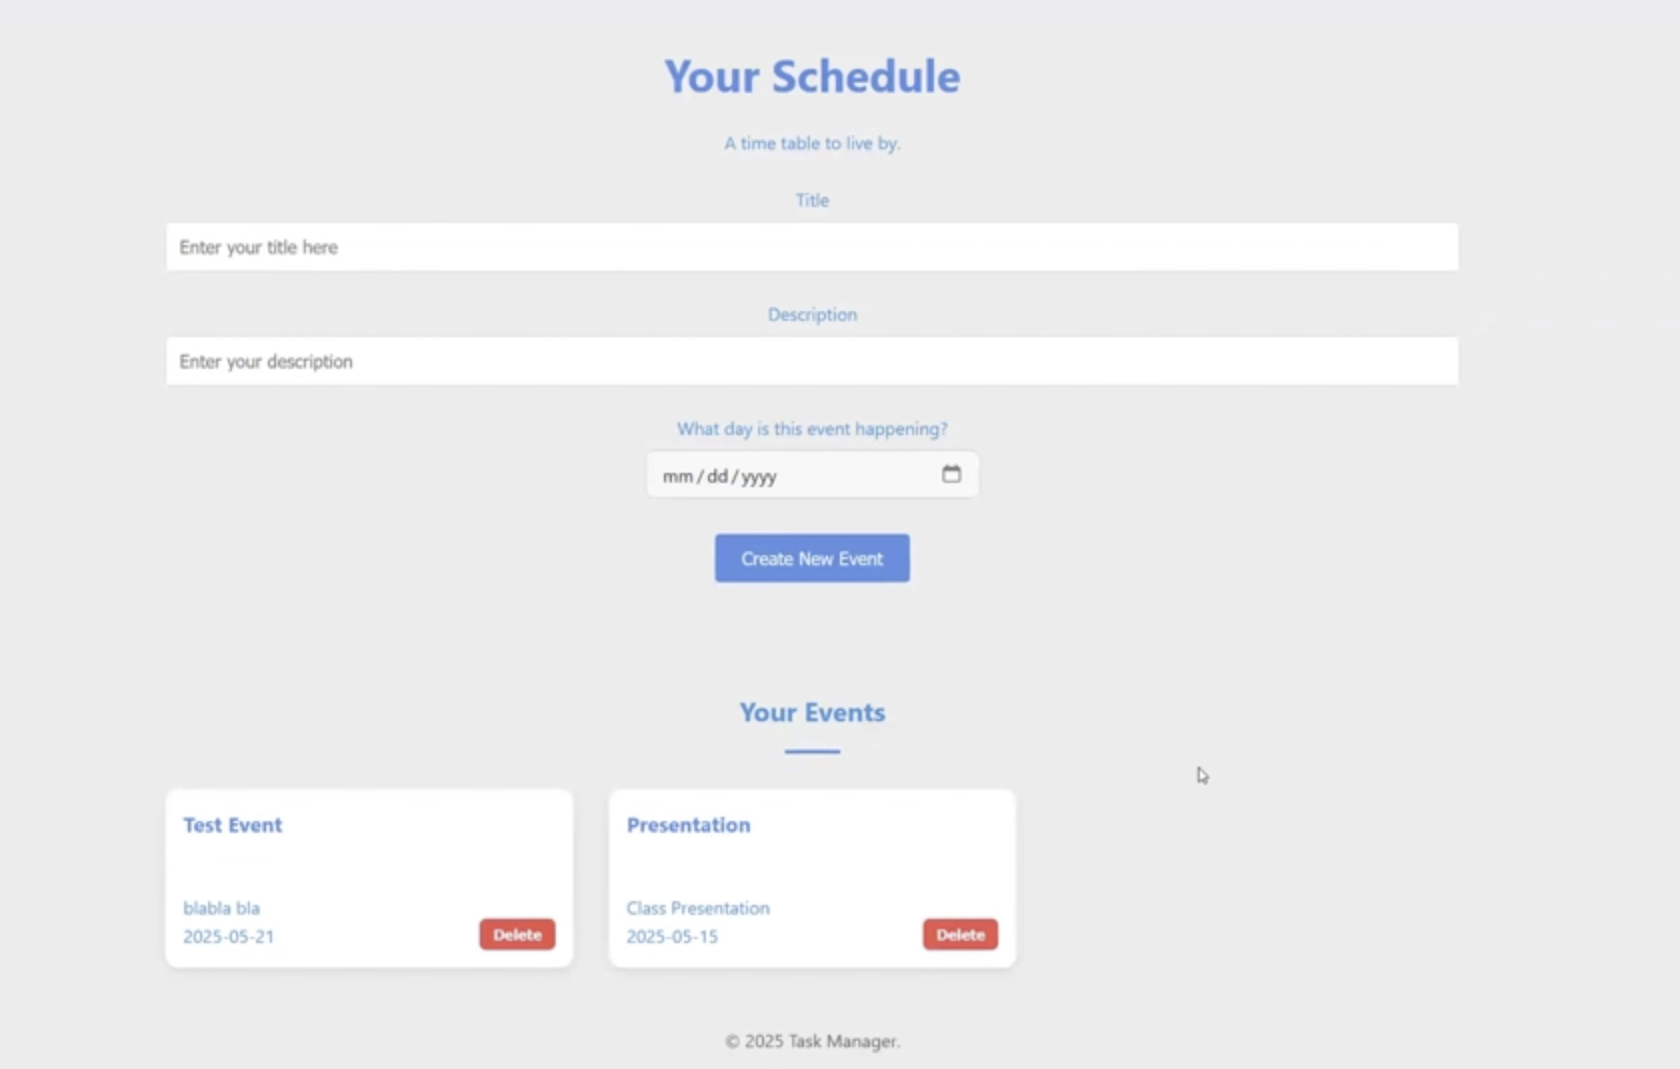 Your Schedule
A time table to live by.
Title
Enter your title here
Description
Enter your description
What day is this event happening?
mm/dd/yyyy
Create New Event
Your Events
Test Event
blabla bla
2025-05-21
Delete
Presentation
Class Presentation
2025-05-15
Delete
© 2025 Task Manager.